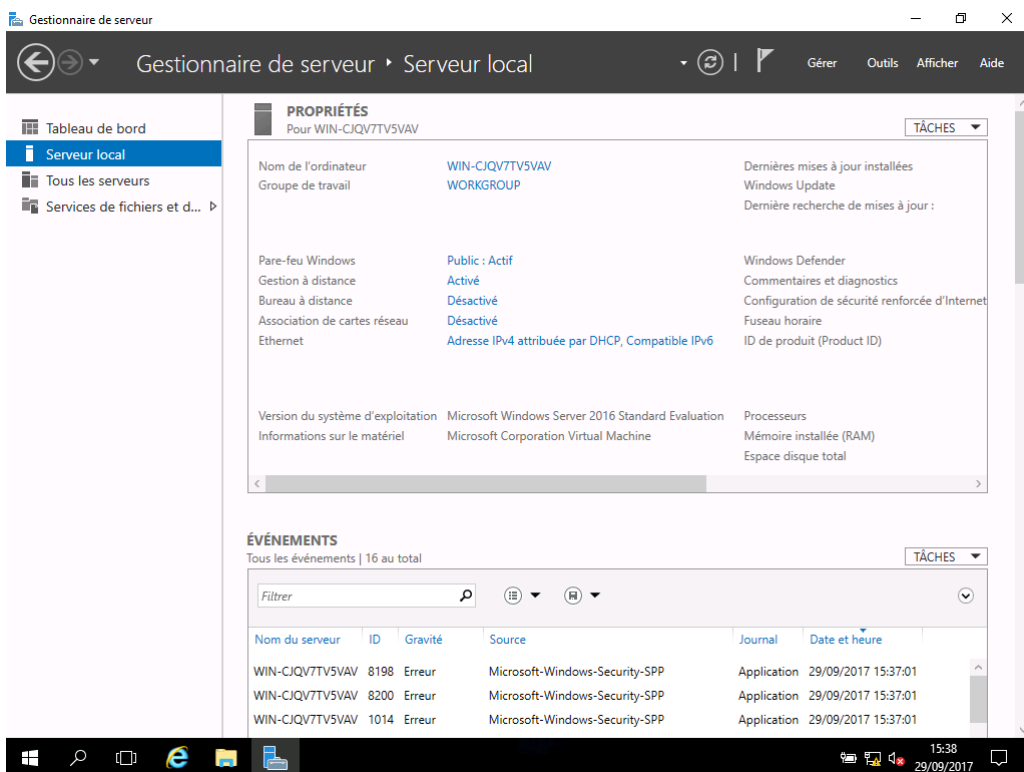 Gestionnaire de serveur
Gestionnaire de serveur ‣ Serveur local
Gérer Outils Afficher Aide
Tableau de bord
Serveur local
Tous les serveurs
Services de fichiers et d...
PROPRIÉTÉS
Pour WIN-CJQV7TV5VAV
TÂCHES
Nom de l'ordinateur WIN-CJQV7TV5VAV Dernières mises à jour installées
Groupe de travail WORKGROUP Windows Update
Dernière recherche de mises à jour :
Pare-feu Windows Public : Actif Windows Defender
Gestion à distance Activé Commentaires et diagnostics
Bureau à distance Désactivé Configuration de sécurité renforcée d'Internet
Association de cartes réseau Désactivé Fuseau horaire
Ethernet Adresse IPv4 attribuée par DHCP, Compatible IPv6 ID de produit (Product ID)
Version du système d'exploitation Microsoft Windows Server 2016 Standard Evaluation Processeurs
Informations sur le matériel Microsoft Corporation Virtual Machine Mémoire installée (RAM)
Espace disque total
ÉVÉNEMENTS
Tous les événements | 16 au total
TÂCHES
Filtrer
Nom du serveur ID Gravité Source Journal Date et heure
WIN-CJQV7TV5VAV 8198 Erreur Microsoft-Windows-Security-SPP Application 29/09/2017 15:37:01
WIN-CJQV7TV5VAV 8200 Erreur Microsoft-Windows-Security-SPP Application 29/09/2017 15:37:01
WIN-CJQV7TV5VAV 1014 Erreur Microsoft-Windows-Security-SPP Application 29/09/2017 15:37:01
15:38
29/09/2017